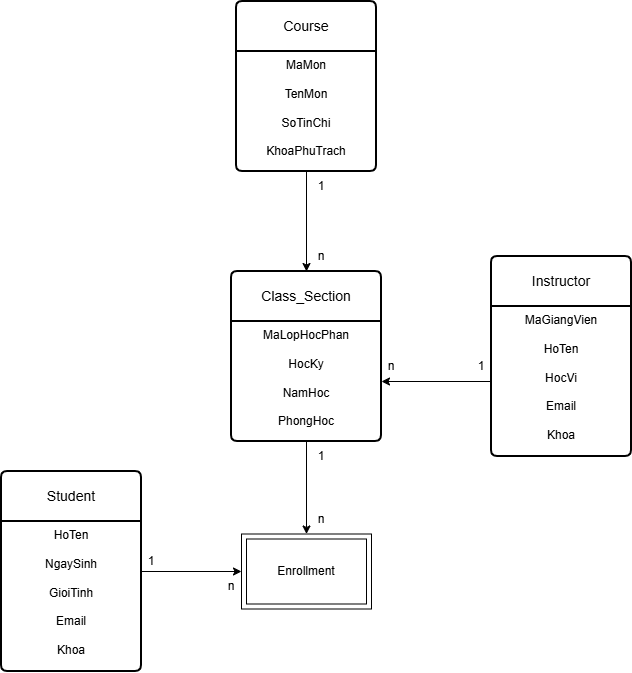 Course
MaMon
TenMon
SoTinChi
KhoaPhuTrach
1
n
Class_Section
MaLopHocPhan
HocKy
NamHoc
PhongHoc
n
1
Instructor
MaGiangVien
HoTen
HocVi
Email
Khoa
1
n
Student
HoTen
NgaySinh
GioiTinh
Email
Khoa
1
n
Enrollment